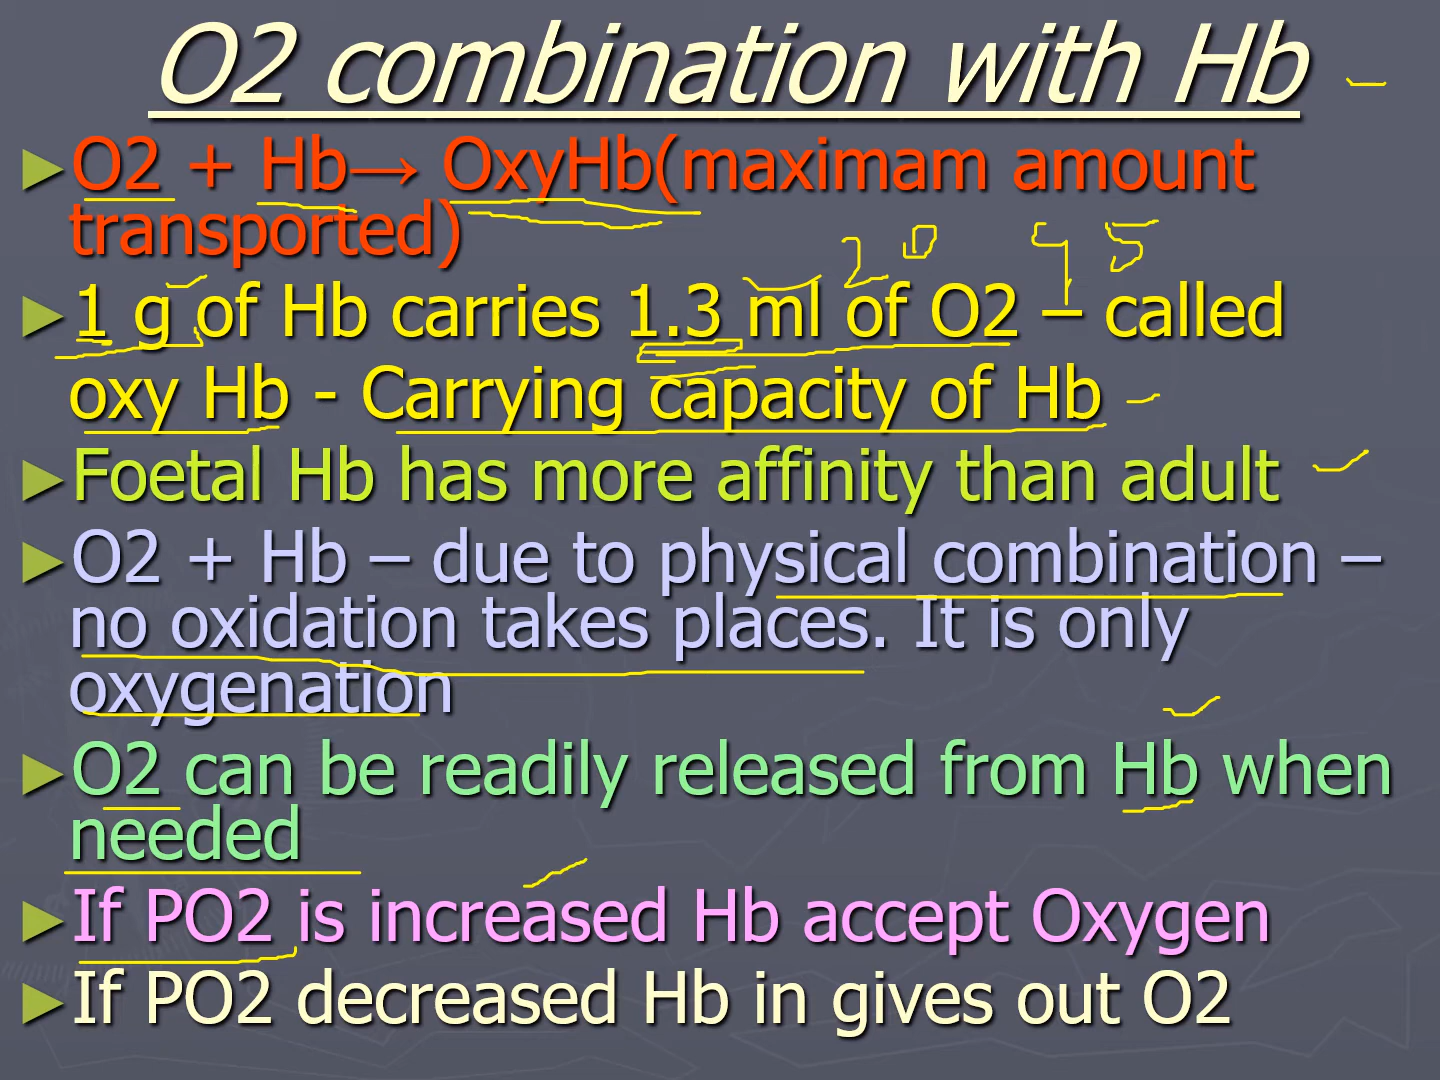 O2 combination with Hb
►O2 + Hb→ OxyHb(maximam amount
transported)
►1 g of Hb carries 1.3 ml of O2 – called
oxy Hb - Carrying capacity of Hb
►Foetal Hb has more affinity than adult
►O2 + Hb – due to physical combination –
no oxidation takes places. It is only
oxygenation
►O2 can be readily released from Hb when
needed
►If PO2 is increased Hb accept Oxygen
►If PO2 decreased Hb in gives out O2